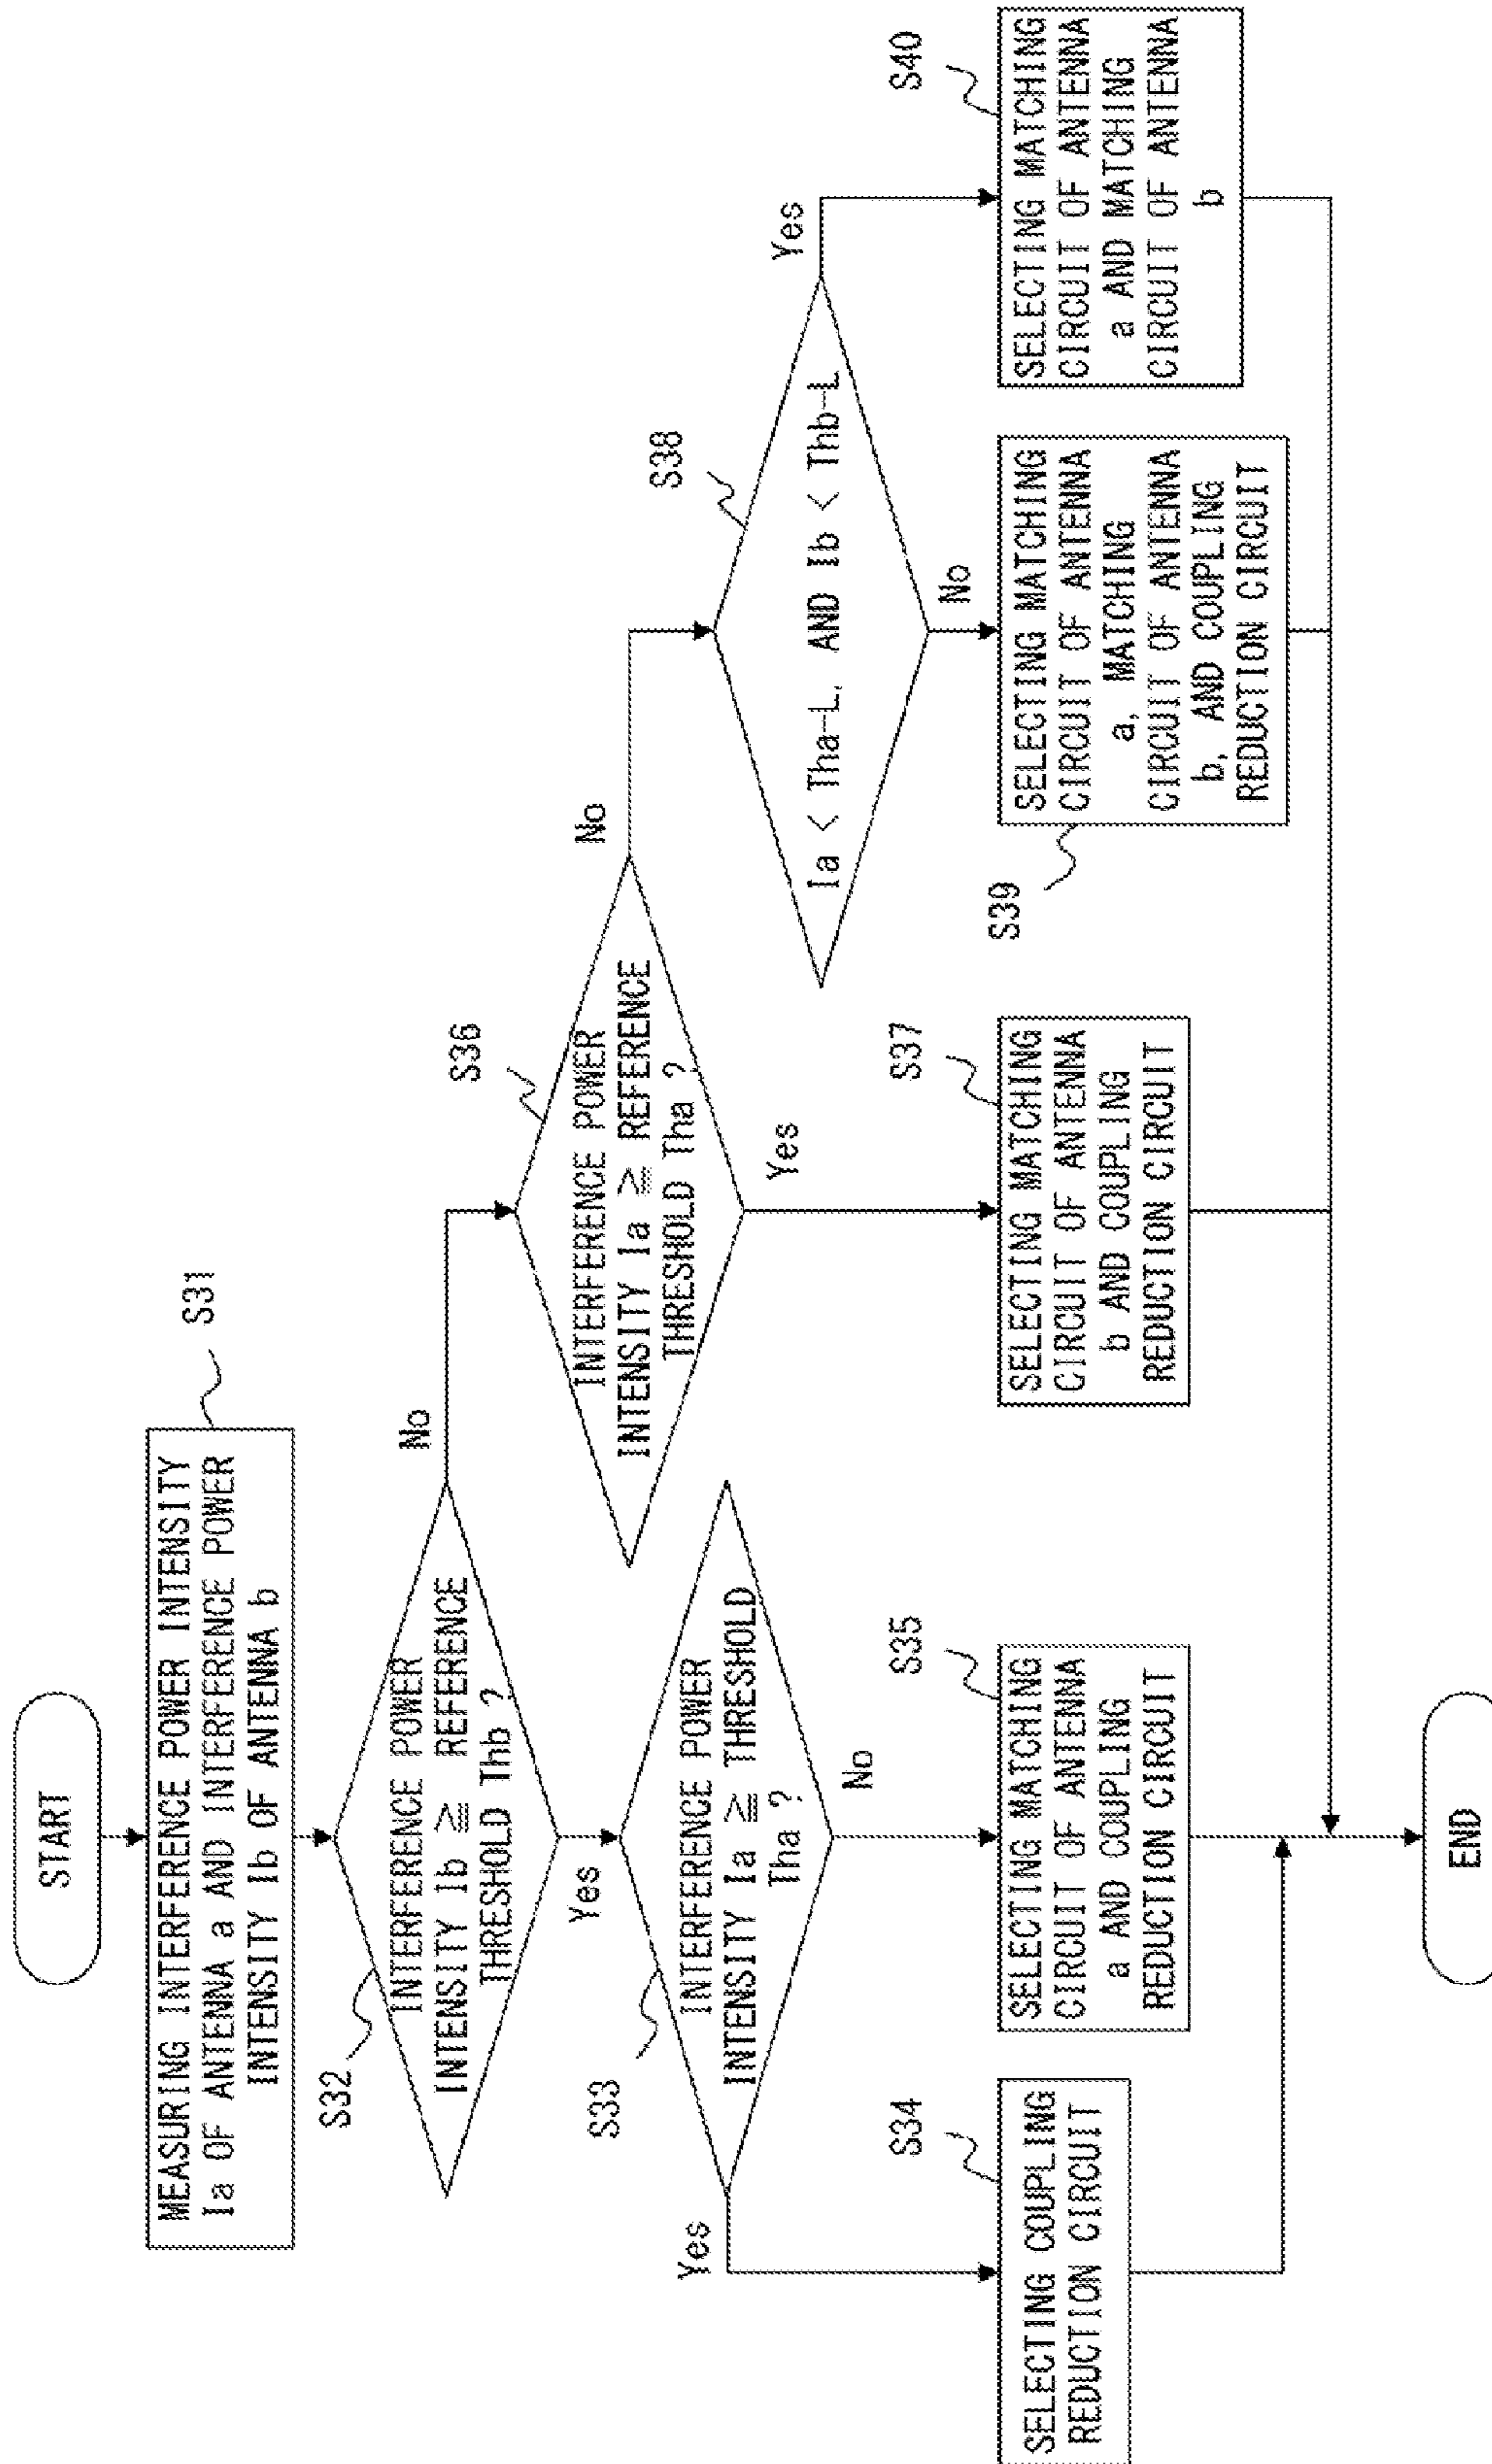 START
S31
MEASURING INTERFERENCE POWER INTENSITY
Ia OF ANTENNA a AND INTERFERENCE POWER
INTENSITY Ib OF ANTENNA b
S32
INTERFERENCE POWER
INTENSITY Ib ≧ REFERENCE
THRESHOLD Thb ?
No
Yes
S33
INTERFERENCE POWER
INTENSITY Ia ≧ THRESHOLD
Tha ?
Yes
No
S34
SELECTING COUPLING
REDUCTION CIRCUIT
S35
SELECTING MATCHING
CIRCUIT OF ANTENNA
a AND COUPLING
REDUCTION CIRCUIT
S36
INTERFERENCE POWER
INTENSITY Ia ≧ REFERENCE
THRESHOLD Tha ?
No
Yes
S37
SELECTING MATCHING
CIRCUIT OF ANTENNA
b AND COUPLING
REDUCTION CIRCUIT
S38
Ia < Tha-L, AND Ib < Thb-L
Yes
No
S39
SELECTING MATCHING
CIRCUIT OF ANTENNA
a, MATCHING
CIRCUIT OF ANTENNA
b, AND COUPLING
REDUCTION CIRCUIT
S40
SELECTING MATCHING
CIRCUIT OF ANTENNA
a AND MATCHING
CIRCUIT OF ANTENNA
b
END